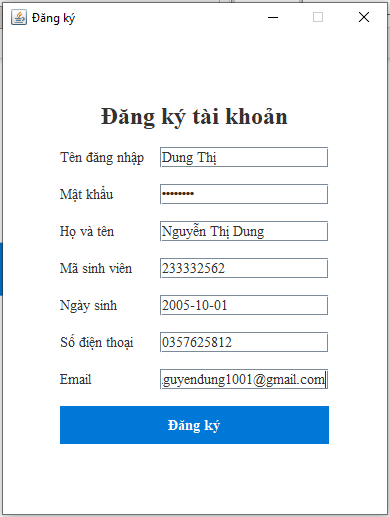 Đăng ký
Đăng ký tài khoản
Tên đăng nhập Dung Thị
Mật khẩu ••••••••
Họ và tên Nguyễn Thị Dung
Mã sinh viên 233332562
Ngày sinh 2005-10-01
Số điện thoại 0357625812
Email guyendung1001@gmail.com
Đăng ký